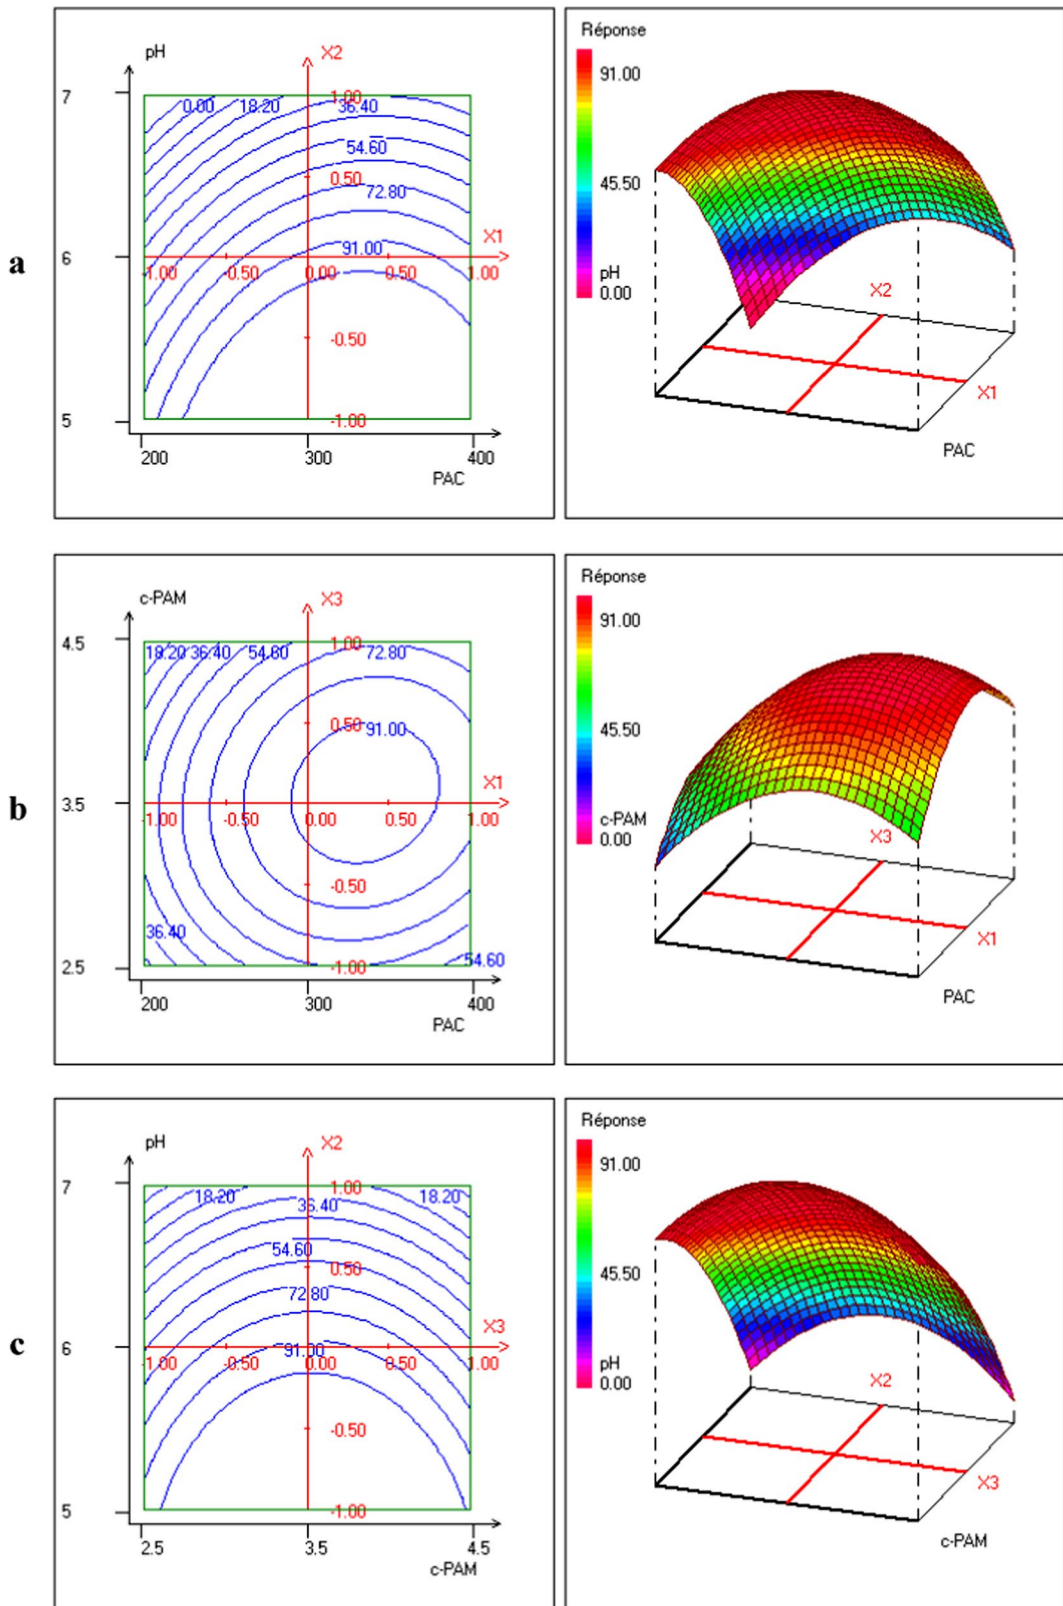 a
pH
X2
7
0.00 18.20 1.00 36.40
54.60
0.50
72.80
91.00 X1
6
-1.00 -0.50 0.00 0.50 1.00
-0.50
5
-1.00
200 300 400
PAC
Réponse
91.00
45.50
pH
0.00
X2
X1
PAC
b
c-PAM
X3
4.5
18.20 36.40 54.60 1.00 72.80
0.50 91.00
X1
3.5
-1.00 -0.50 0.00 0.50 1.00
-0.50
36.40
2.5
-1.00 54.60
200 300 400
PAC
Réponse
91.00
45.50
c-PAM
0.00
X3
X1
PAC
c
pH
X2
7
18.20 1.00 18.20
36.40
54.60
0.50
72.80
X3
6
91.00
-1.00 -0.50 0.00 0.50 1.00
-0.50
5
-1.00
2.5 3.5 4.5
c-PAM
Réponse
91.00
45.50
pH
0.00
X2
X3
c-PAM